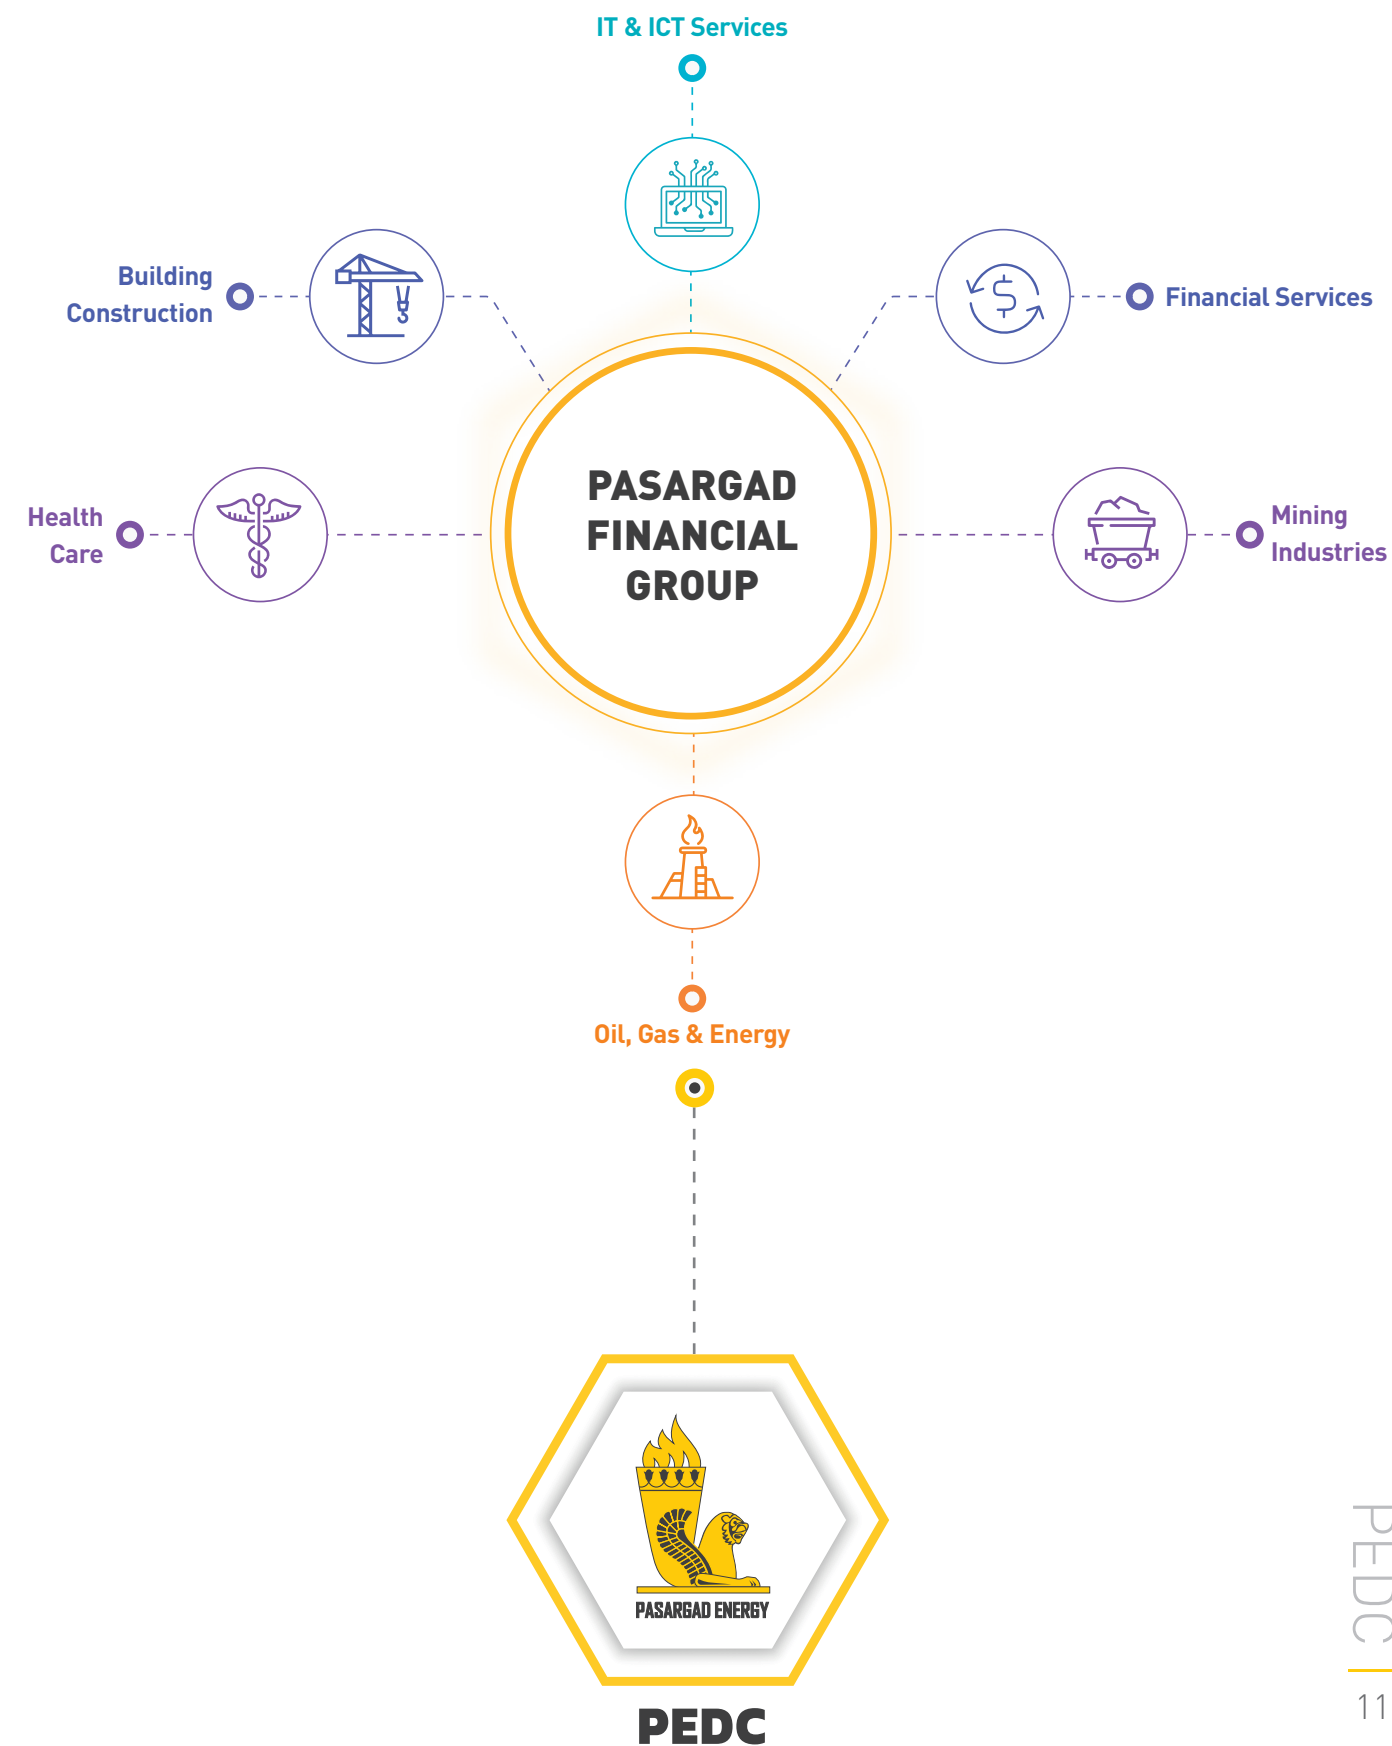 IT & ICT Services
Building
Construction
Financial Services
Health
Care
PASARGAD
FINANCIAL
GROUP
Mining
Industries
Oil, Gas & Energy
PASARGAD ENERGY
PEDC
PEDC
11